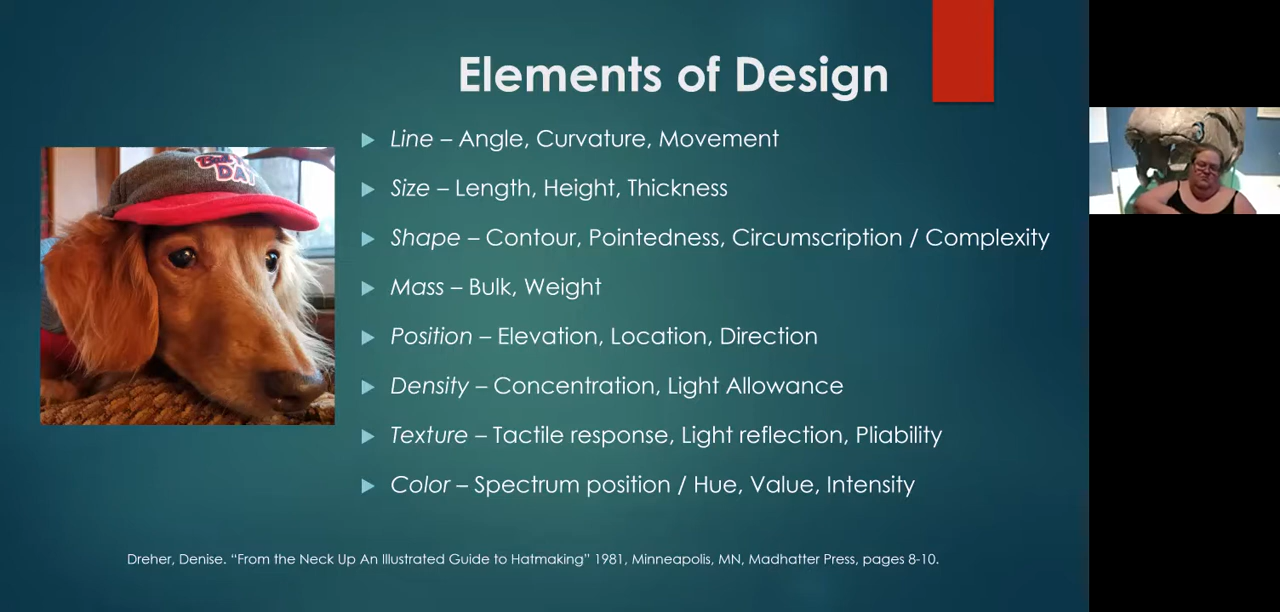 Elements of Design
Line – Angle, Curvature, Movement
Size – Length, Height, Thickness
Shape – Contour, Pointedness, Circumscription / Complexity
Mass – Bulk, Weight
Position – Elevation, Location, Direction
Density – Concentration, Light Allowance
Texture – Tactile response, Light reflection, Pliability
Color – Spectrum position / Hue, Value, Intensity
DAY
Dreher, Denise. “From the Neck Up An Illustrated Guide to Hatmaking” 1981, Minneapolis, MN, Madhatter Press, pages 8-10.